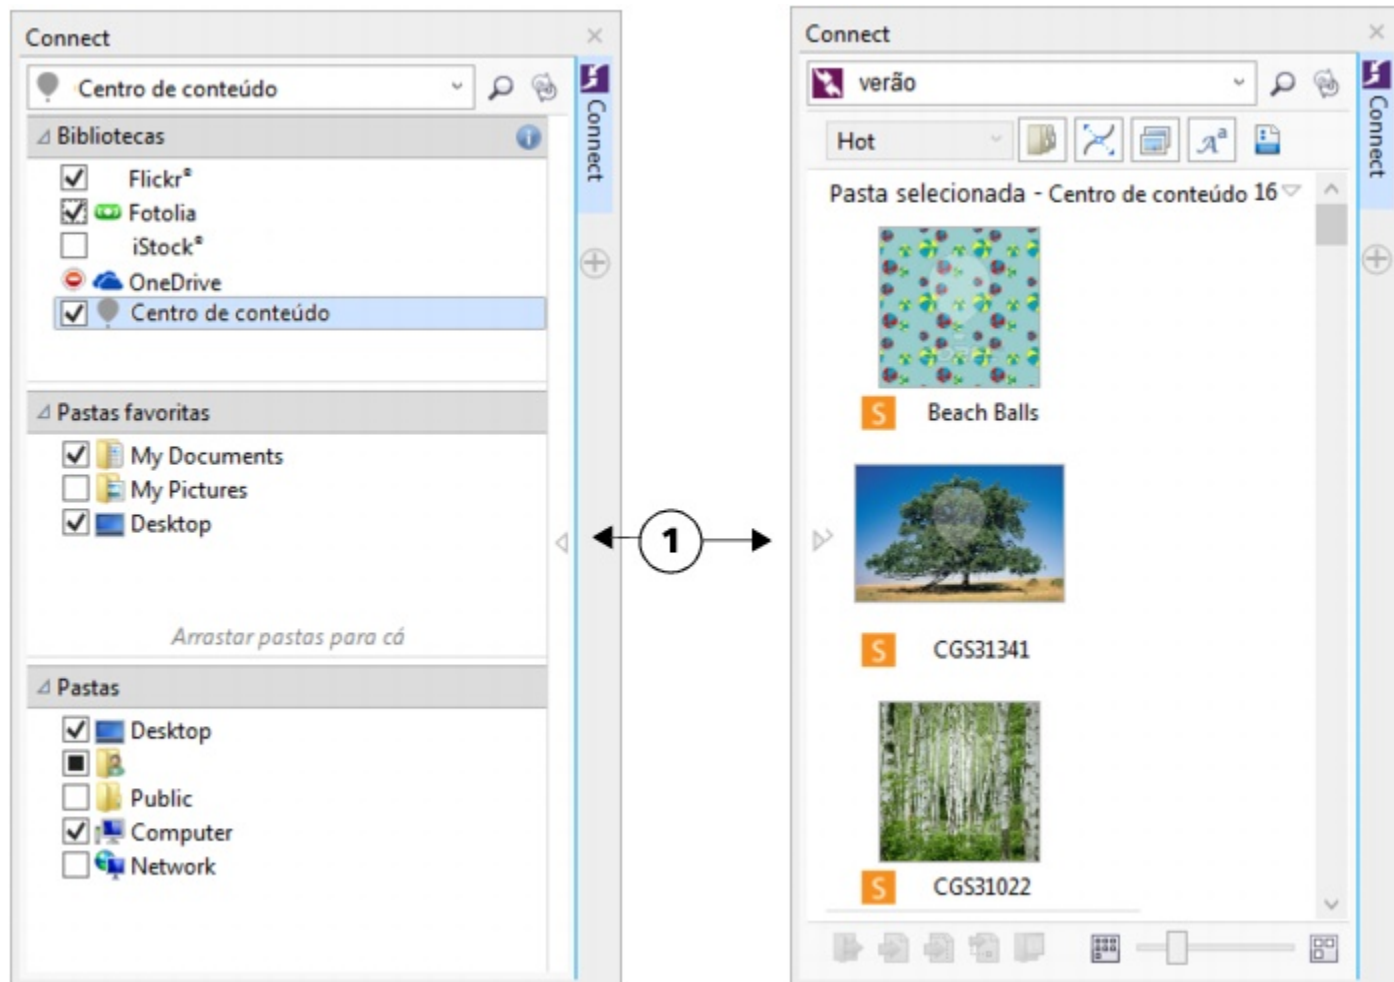 Connect
Centro de conteúdo
Connect
Bibliotecas
Flickr®
Fotolia
iStock®
OneDrive
Centro de conteúdo
Pastas favoritas
My Documents
My Pictures
Desktop
Arrastar pastas para cá
Pastas
Desktop
Public
Computer
Network
1
Connect
verão
Connect
Hot
Pasta selecionada - Centro de conteúdo 16
S Beach Balls
S CGS31341
S CGS31022